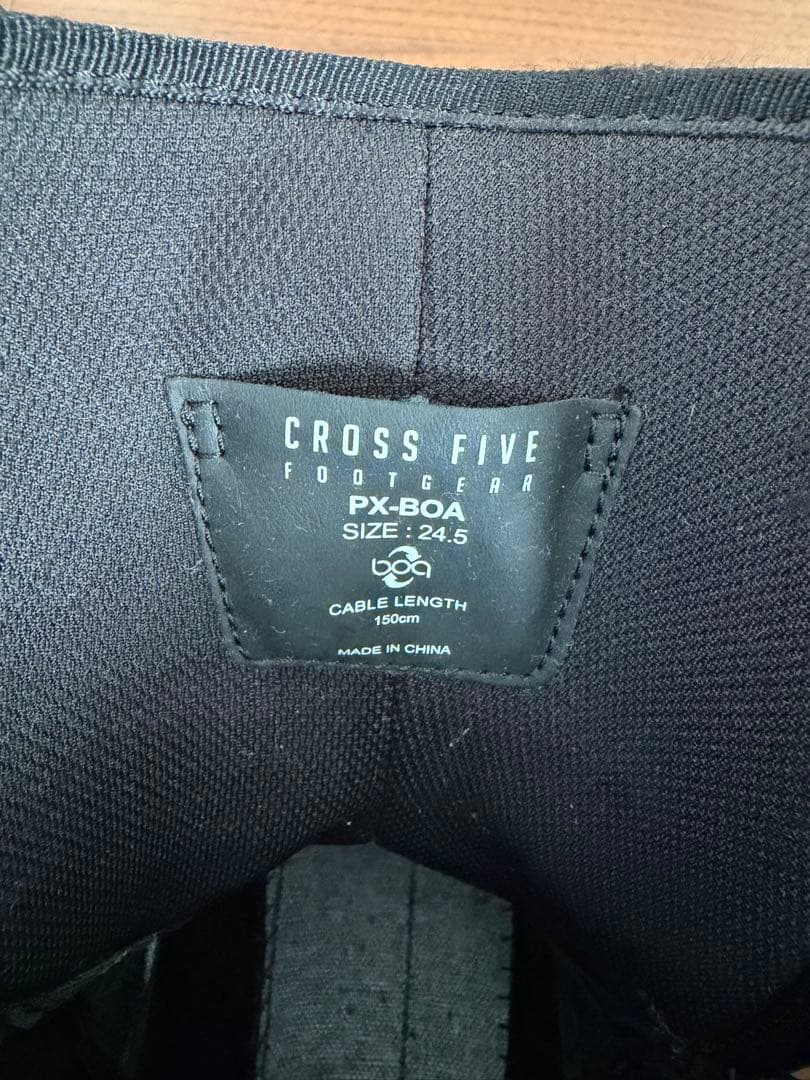 CROSS FIVE
FOOTGEAR
PX-BOA
SIZE : 24.5
boa
CABLE LENGTH
150cm
MADE IN CHINA